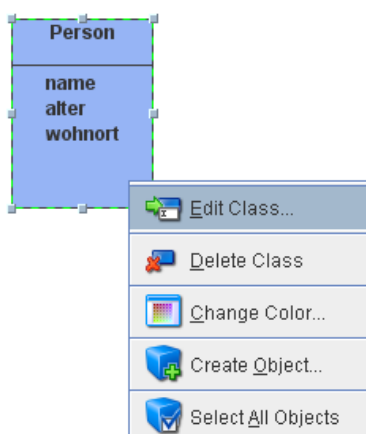 Person
name
alter
wohnort
Edit Class...
Delete Class
Change Color...
Create Object...
Select All Objects